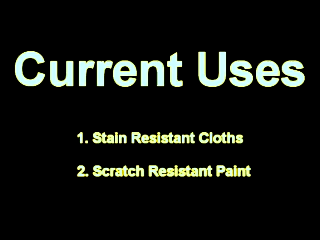 Current Uses
1. Stain Resistant Cloths
2. Scratch Resistant Paint